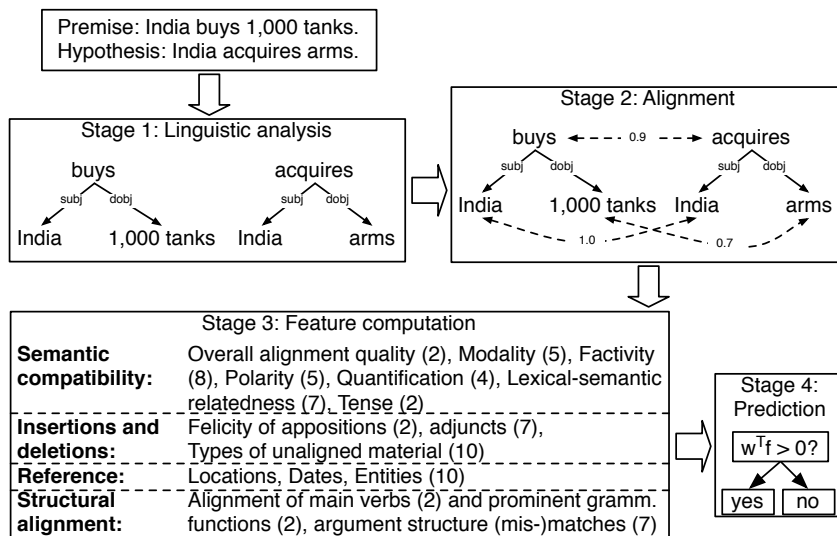 Premise: India buys 1,000 tanks.
Hypothesis: India acquires arms.
Stage 1: Linguistic analysis
buys acquires
subj dobj subj dobj
India 1,000 tanks India arms
Stage 2: Alignment
buys 0.9 acquires
subj dobj subj dobj
India 1,000 tanks India arms
1.0 0.7
Stage 3: Feature computation
Semantic Overall alignment quality (2), Modality (5), Factivity
compatibility: (8), Polarity (5), Quantification (4), Lexical-semantic
relatedness (7), Tense (2)
Insertions and Felicity of appositions (2), adjuncts (7),
deletions: Types of unaligned material (10)
Reference: Locations, Dates, Entities (10)
Structural Alignment of main verbs (2) and prominent gramm.
alignment: functions (2), argument structure (mis-)matches (7)
Stage 4:
Prediction
wᵀf > 0?
yes no